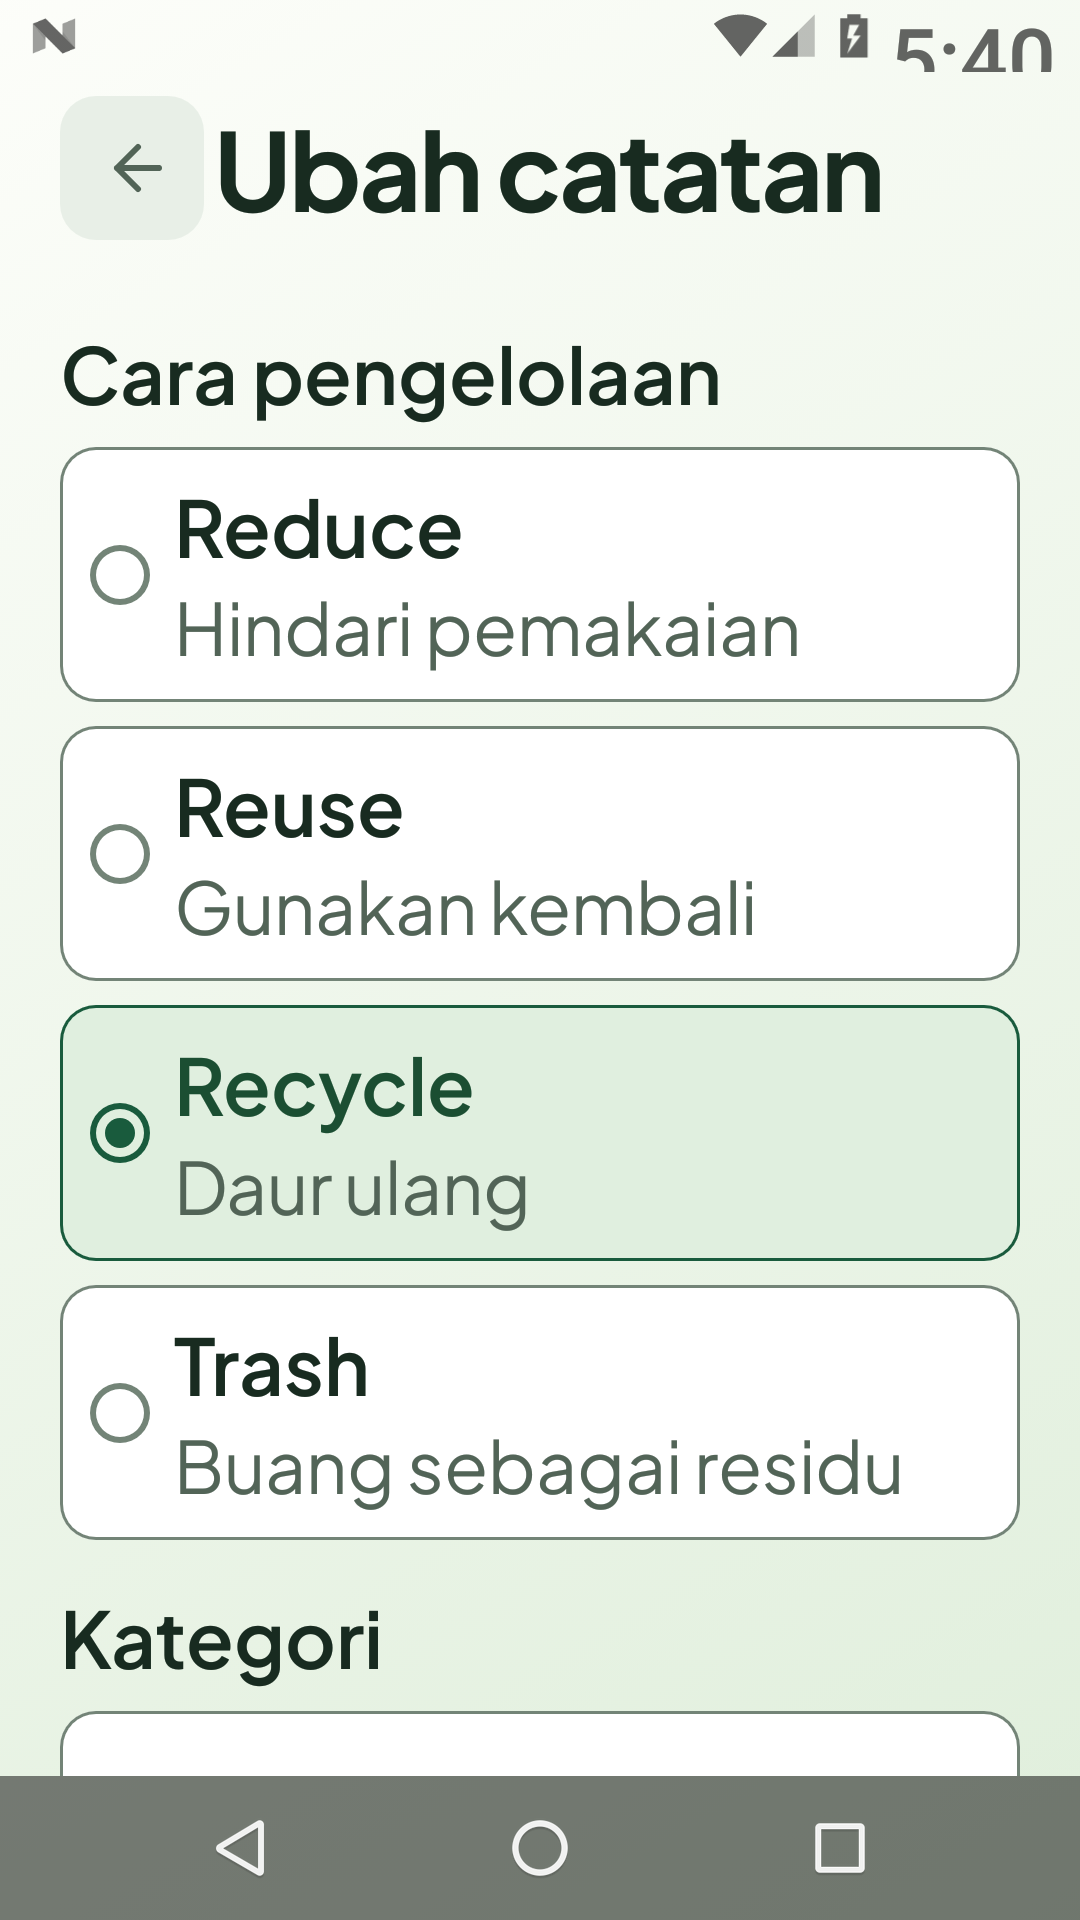 5:40
Ubah catatan
Cara pengelolaan
Reduce
Hindari pemakaian
Reuse
Gunakan kembali
Recycle
Daur ulang
Trash
Buang sebagai residu
Kategori